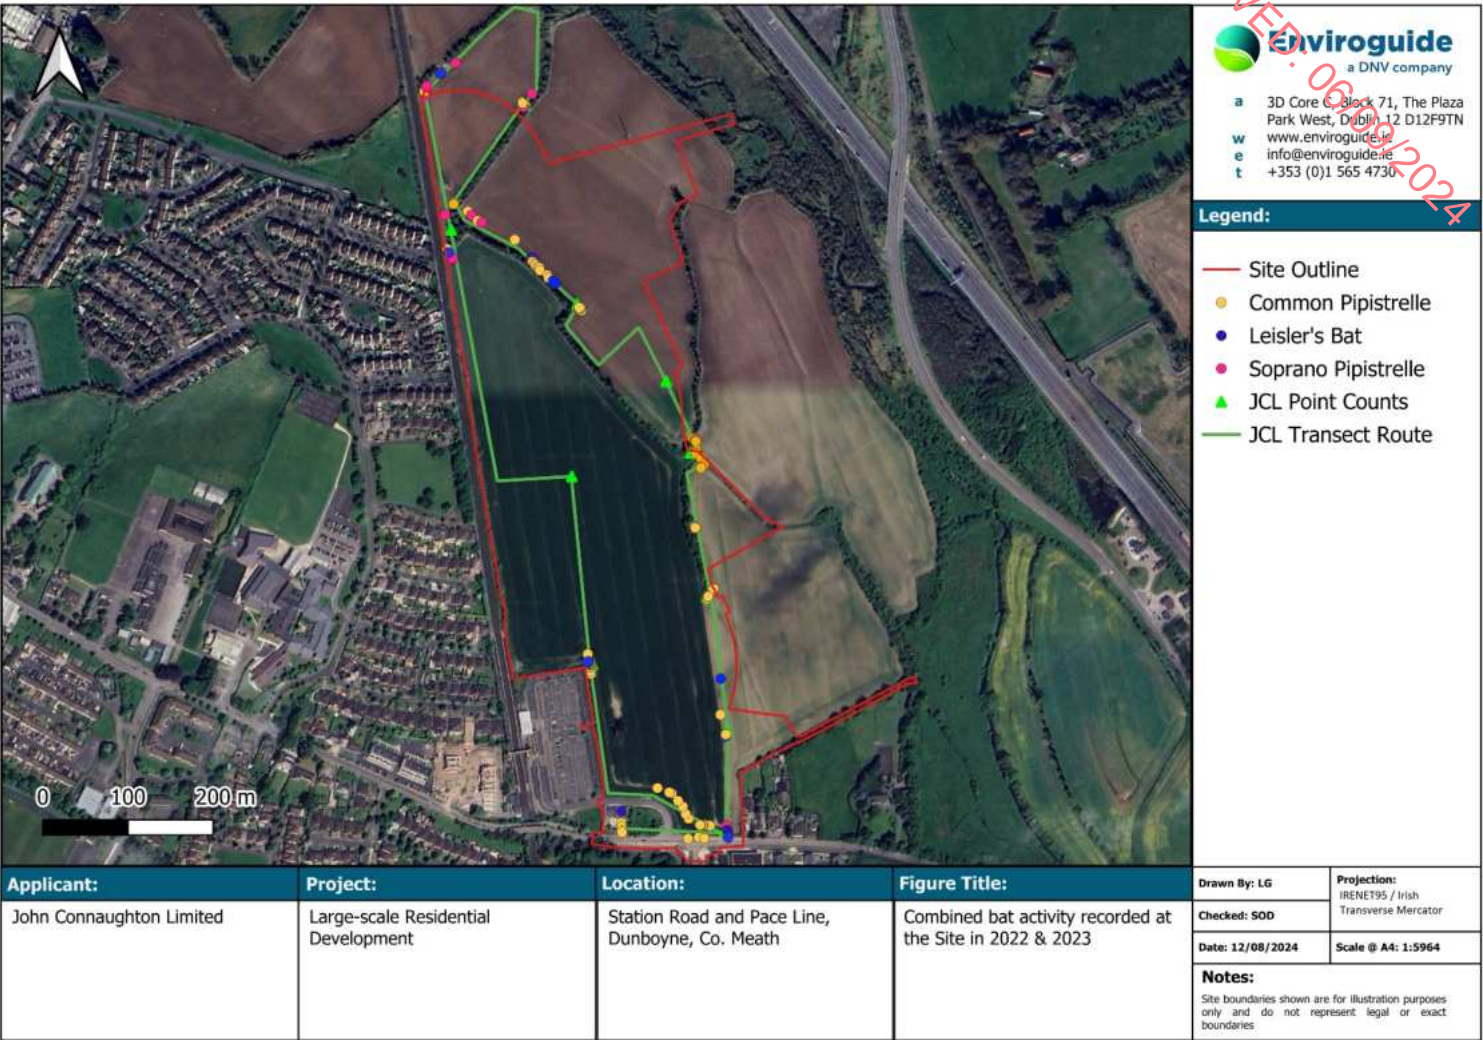 Enviroguide
a DNV company
a 3D Core C, Block 71, The Plaza
Park West, Dublin 12 D12F9TN
w www.enviroguide.ie
e info@enviroguide.ie
t +353 (0)1 565 4730
VED: 06/09/2024
Legend:
Site Outline
Common Pipistrelle
Leisler's Bat
Soprano Pipistrelle
JCL Point Counts
JCL Transect Route
0 100 200 m
Applicant:
John Connaughton Limited
Project:
Large-scale Residential
Development
Location:
Station Road and Pace Line,
Dunboyne, Co. Meath
Figure Title:
Combined bat activity recorded at
the Site in 2022 & 2023
Drawn By: LG
Checked: SOD
Date: 12/08/2024
Projection:
IRENET95 / Irish
Transverse Mercator
Scale @ A4: 1:5964
Notes:
Site boundaries shown are for illustration purposes
only and do not represent legal or exact
boundaries